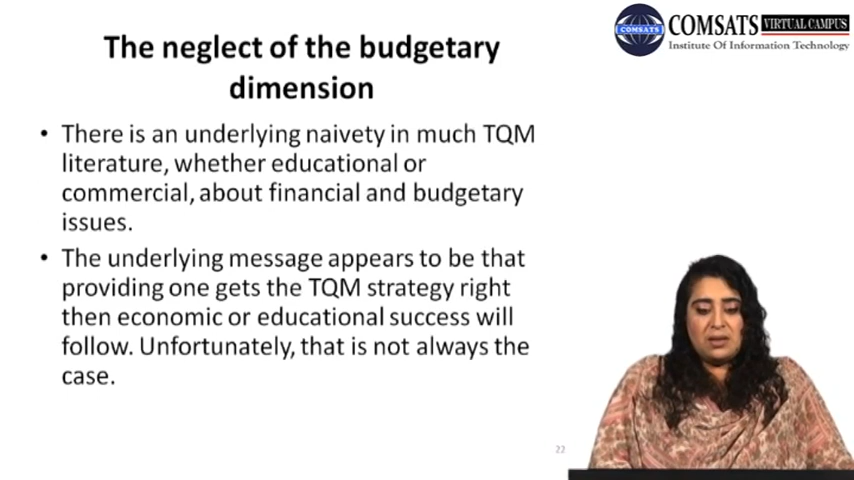 The neglect of the budgetary
dimension
• There is an underlying naivety in much TQM
literature, whether educational or
commercial, about financial and budgetary
issues.
• The underlying message appears to be that
providing one gets the TQM strategy right
then economic or educational success will
follow. Unfortunately, that is not always the
case.
COMSATS
COMSATS VIRTUAL CAMPUS
Institute Of Information Technology
22